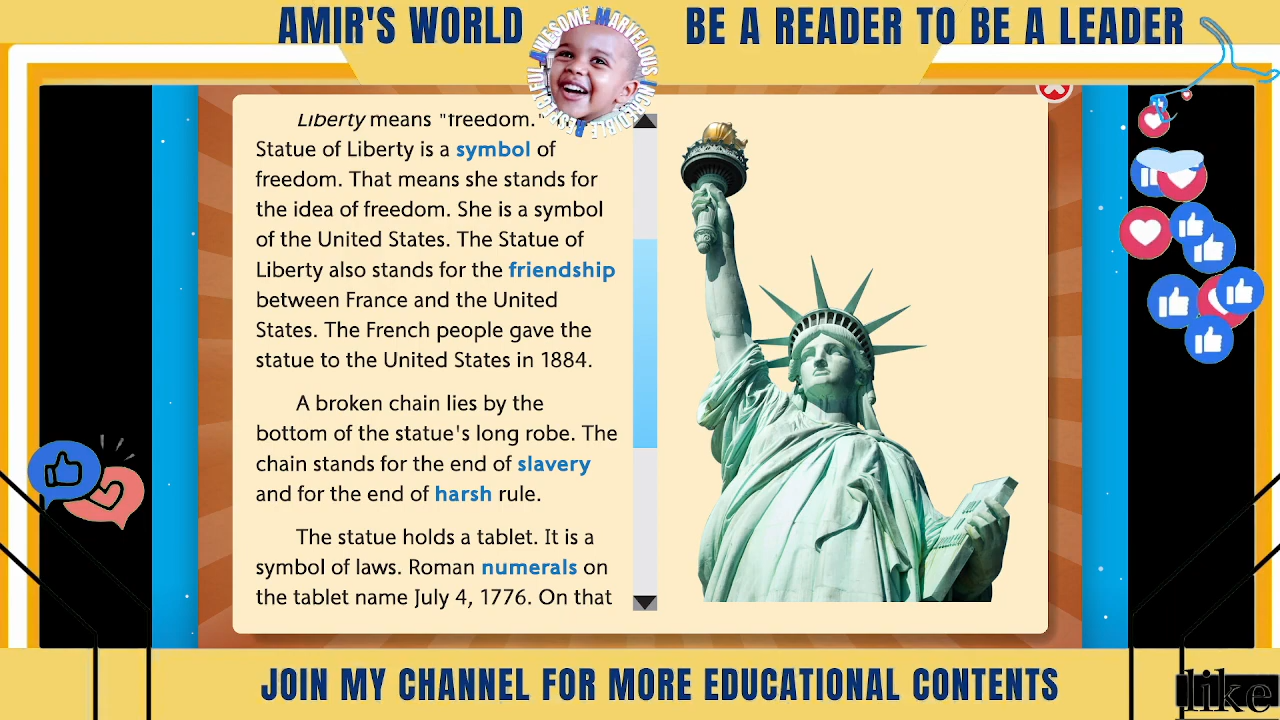 AMIR'S WORLD
BE A READER TO BE A LEADER
AWESOME MARVELOUS INCREDIBLE RESPECTFUL
Liberty means "freedom."
Statue of Liberty is a symbol of
freedom. That means she stands for
the idea of freedom. She is a symbol
of the United States. The Statue of
Liberty also stands for the friendship
between France and the United
States. The French people gave the
statue to the United States in 1884.
A broken chain lies by the
bottom of the statue's long robe. The
chain stands for the end of slavery
and for the end of harsh rule.
The statue holds a tablet. It is a
symbol of laws. Roman numerals on
the tablet name July 4, 1776. On that
JOIN MY CHANNEL FOR MORE EDUCATIONAL CONTENTS
like